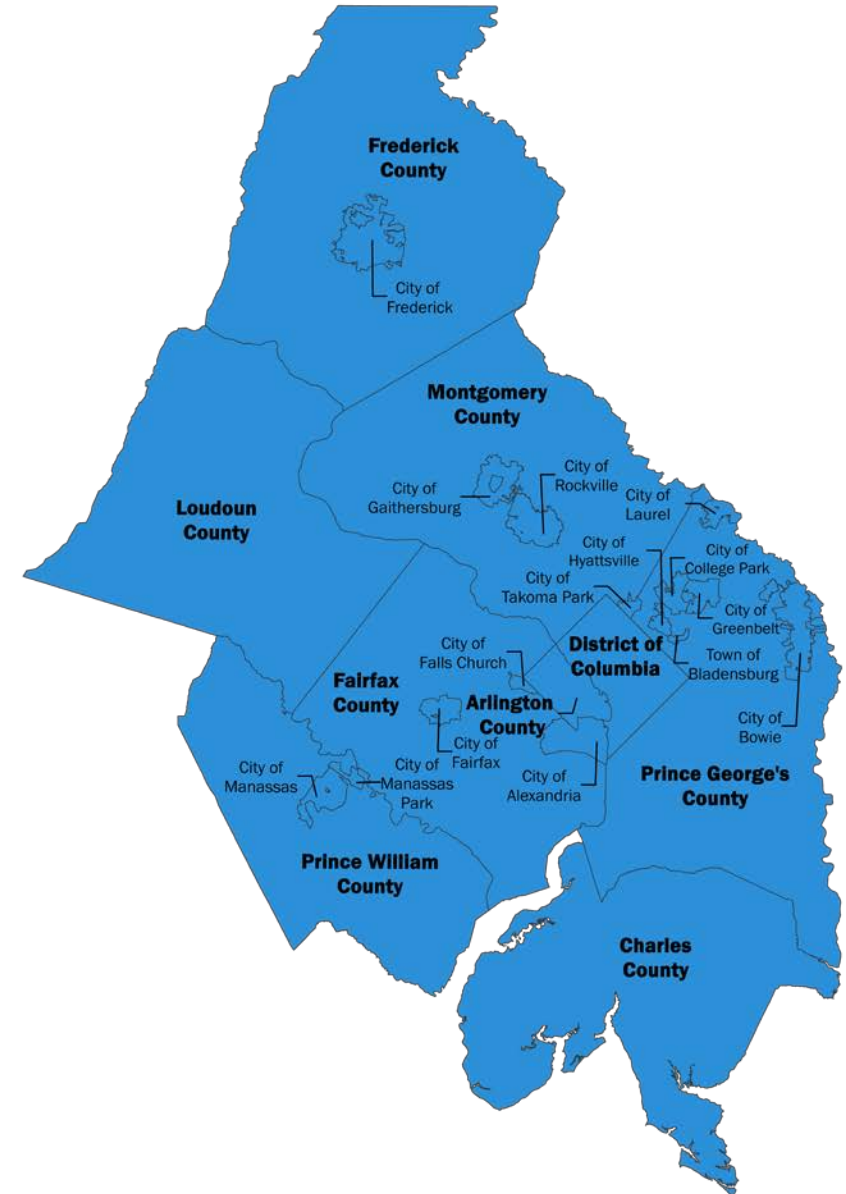 Frederick
County
City of
Frederick
Montgomery
County
City of
Rockville
City of
Gaithersburg
City of
Laurel
Loudoun
County
City of
Hyattsville
City of
College Park
City of
Takoma Park
City of
Greenbelt
City of
Falls Church
District of
Columbia
Town of
Bladensburg
Fairfax
County
Arlington
County
City of
Bowie
City of
Fairfax
City of
Manassas
City of
Manassas
Park
City of
Alexandria
Prince George's
County
Prince William
County
Charles
County